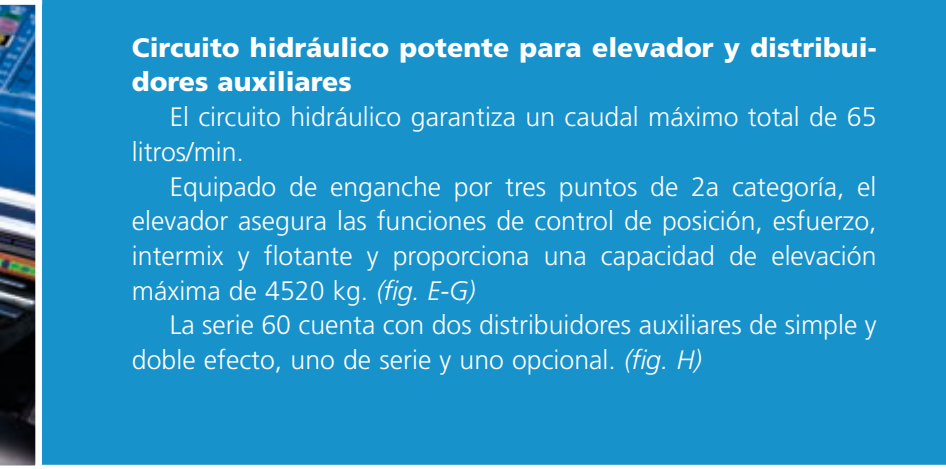 Circuito hidráulico potente para elevador y distribui-
dores auxiliares
El circuito hidráulico garantiza un caudal máximo total de 65
litros/min.
Equipado de enganche por tres puntos de 2a categoría, el
elevador asegura las funciones de control de posición, esfuerzo,
intermix y flotante y proporciona una capacidad de elevación
máxima de 4520 kg. (fig. E-G)
La serie 60 cuenta con dos distribuidores auxiliares de simple y
doble efecto, uno de serie y uno opcional. (fig. H)